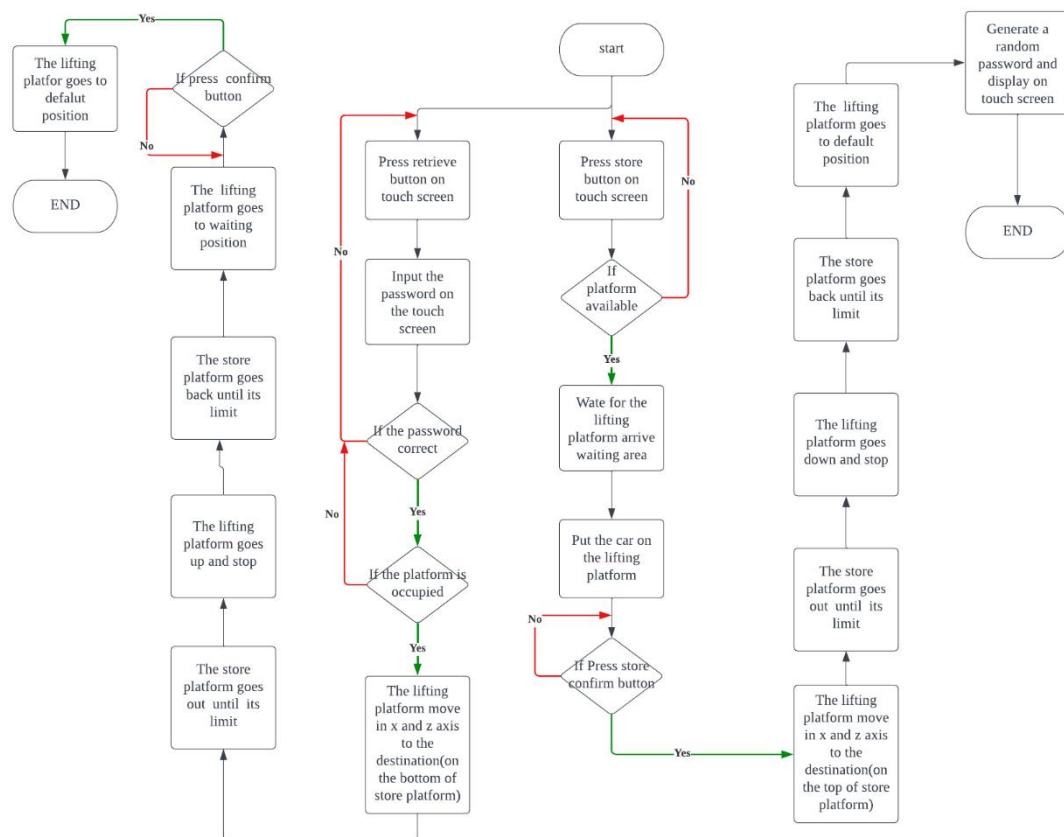 start
Press retrieve
button on
touch screen
Input the
password on
the touch
screen
If the password
correct
No
Yes
If the platform is
occupied
No
Yes
The lifting
platform move
in x and z axis
to the
destination(on
the bottom of
store platform)
The store
platform goes
out until its
limit
The lifting
platform goes
up and stop
The store
platform goes
back until its
limit
The lifting
platform goes
to waiting
position
If press confirm
button
No
Yes
The lifting
platfor goes to
defalut
position
END
Press store
button on
touch screen
If
platform
available
No
Yes
Wate for the
lifting
platform arrive
waiting area
Put the car on
the lifting
platform
If Press store
confirm button
No
Yes
The lifting
platform move
in x and z axis
to the
destination(on
the top of store
platform)
The store
platform goes
out until its
limit
The lifting
platform goes
down and stop
The store
platform goes
back until its
limit
The lifting
platform goes
to default
position
Generate a
random
password and
display on
touch screen
END